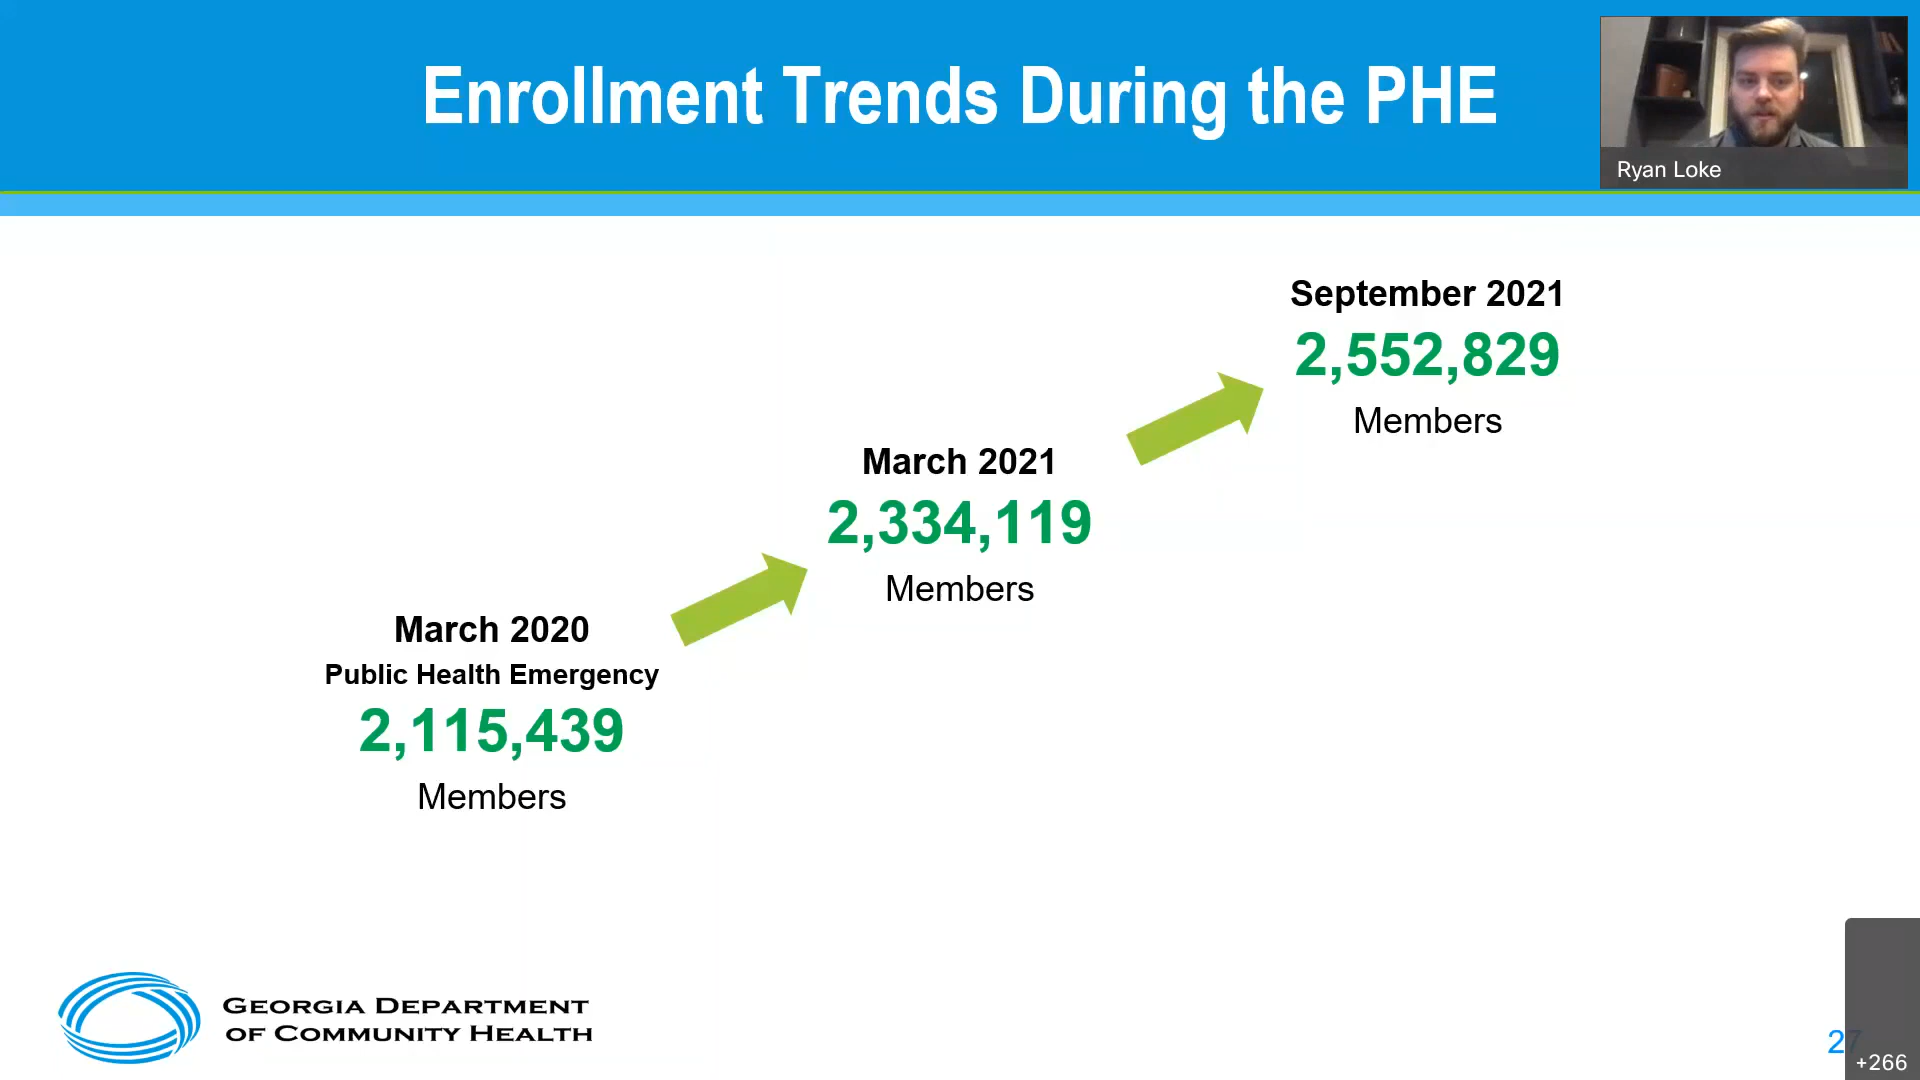 Enrollment Trends During the PHE
Ryan Loke
September 2021
2,552,829
Members
March 2021
2,334,119
Members
March 2020
Public Health Emergency
2,115,439
Members
GEORGIA DEPARTMENT
OF COMMUNITY HEALTH
27
+266